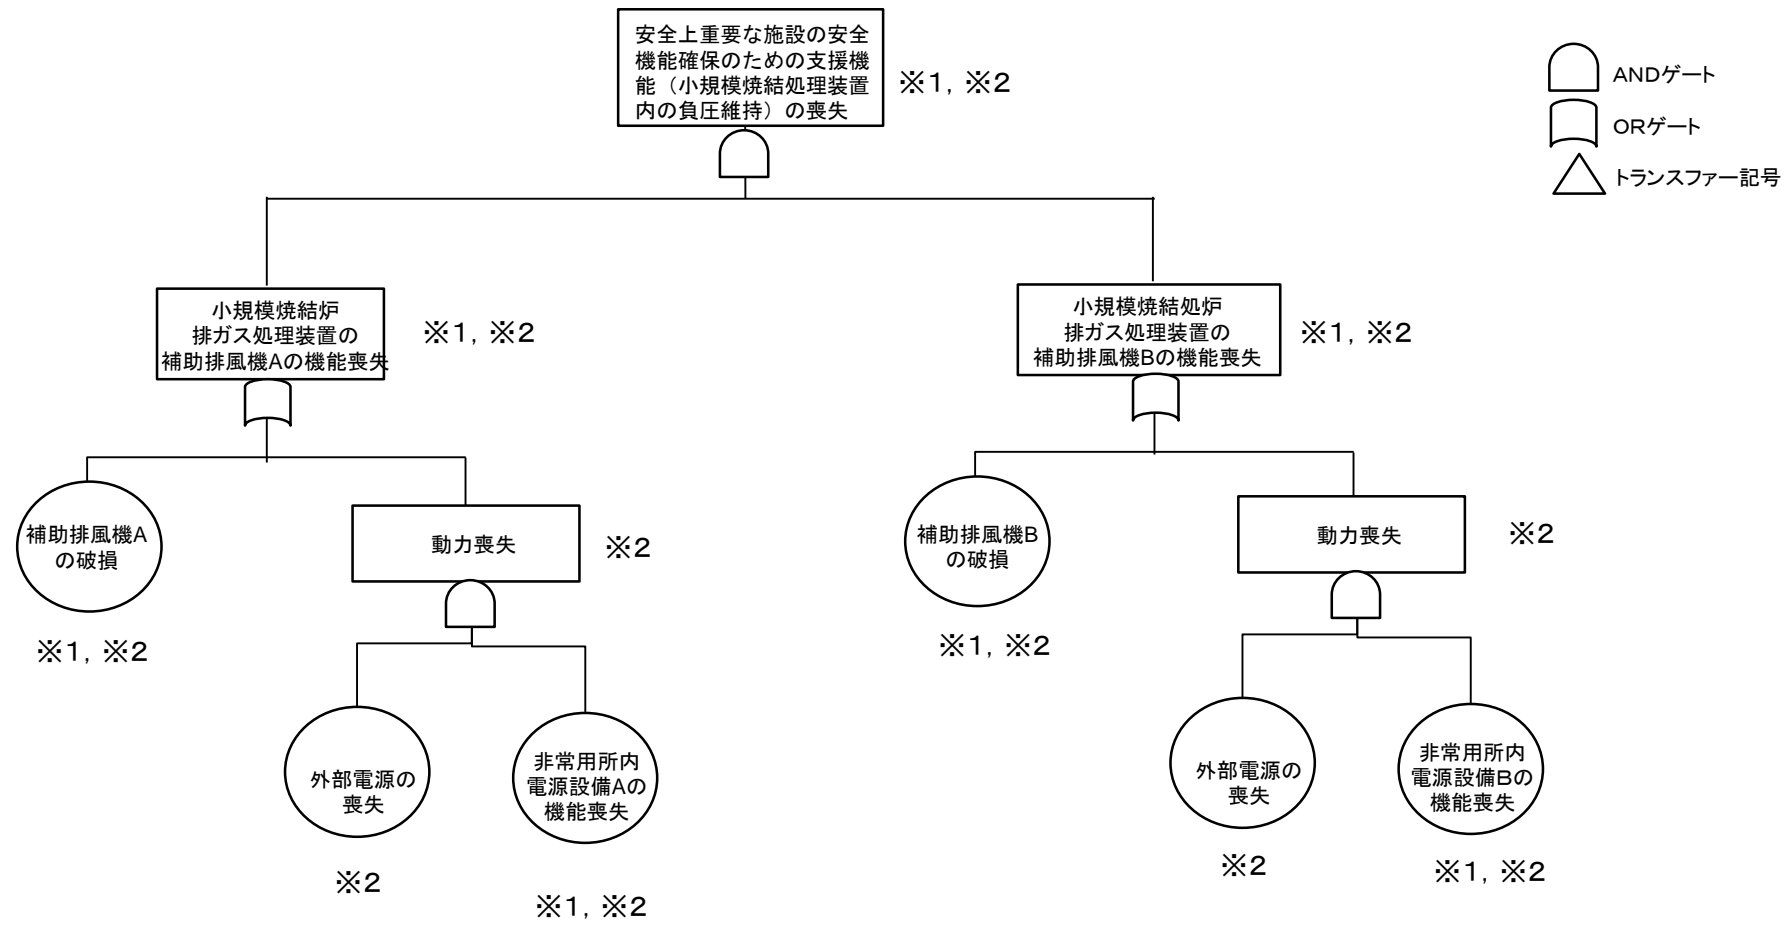 安全上重要な施設の安全
機能確保のための支援機
能（小規模焼結処理装置
内の負圧維持）の喪失
※1，※2
ANDゲート
ORゲート
トランスファー記号
小規模焼結炉
排ガス処理装置の
補助排風機Aの機能喪失
※1，※2
小規模焼結処炉
排ガス処理装置の
補助排風機Bの機能喪失
※1，※2
補助排風機A
の破損
※1，※2
動力喪失
※2
補助排風機B
の破損
※1，※2
動力喪失
※2
外部電源の
喪失
※2
非常用所内
電源設備Aの
機能喪失
※1，※2
外部電源の
喪失
※2
非常用所内
電源設備Bの
機能喪失
※1，※2